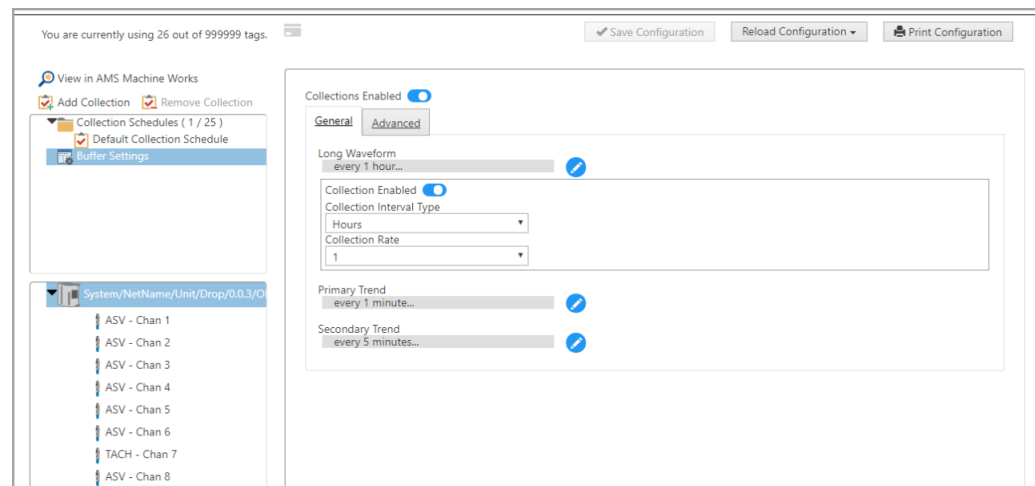 You are currently using 26 out of 999999 tags.
Save Configuration
Reload Configuration
Print Configuration
View in AMS Machine Works
Add Collection
Remove Collection
Collection Schedules ( 1 / 25 )
Default Collection Schedule
Buffer Settings
System/NetName/Unit/Drop/0.0.3/
ASV - Chan 1
ASV - Chan 2
ASV - Chan 3
ASV - Chan 4
ASV - Chan 5
ASV - Chan 6
TACH - Chan 7
ASV - Chan 8
Collections Enabled
General
Advanced
Long Waveform
every 1 hour...
Collection Enabled
Collection Interval Type
Hours
Collection Rate
1
Primary Trend
every 1 minute...
Secondary Trend
every 5 minutes...